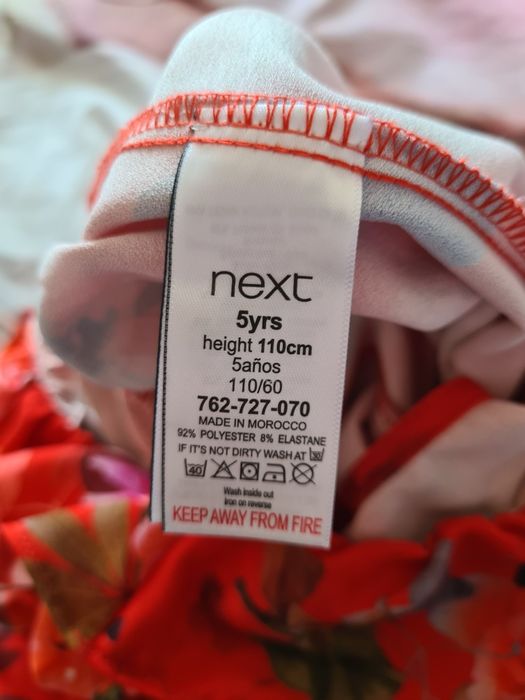 next
5yrs
height 110cm
5años
110/60
762-727-070
MADE IN MOROCCO
92% POLYESTER 8% ELASTANE
IF IT'S NOT DIRTY WASH AT 30
40
Wash inside out
Iron on reverse
KEEP AWAY FROM FIRE